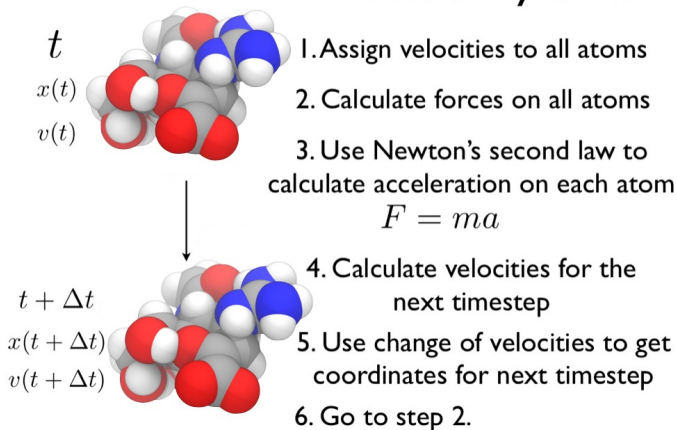 t
x(t)
v(t)
1. Assign velocities to all atoms
2. Calculate forces on all atoms
3. Use Newton's second law to
calculate acceleration on each atom
F = ma
t + Δt
x(t + Δt)
v(t + Δt)
4. Calculate velocities for the
next timestep
5. Use change of velocities to get
coordinates for next timestep
6. Go to step 2.